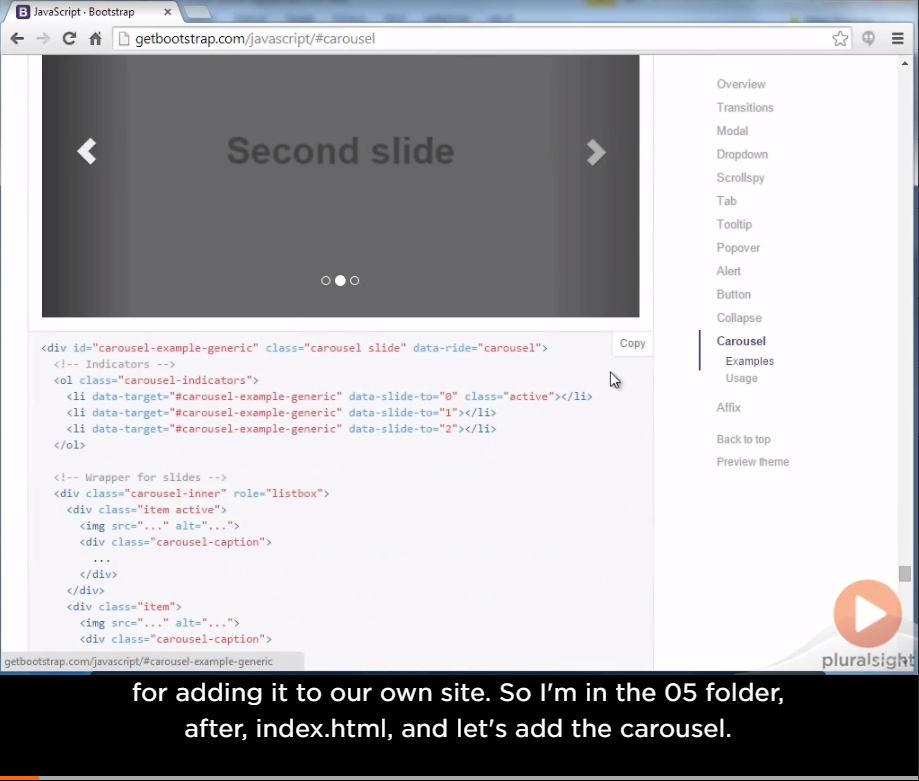 JavaScript · Bootstrap
getbootstrap.com/javascript/#carousel
Second slide
Copy
<div id="carousel-example-generic" class="carousel slide" data-ride="carousel">
<!-- Indicators -->
<ol class="carousel-indicators">
<li data-target="#carousel-example-generic" data-slide-to="0" class="active"></li>
<li data-target="#carousel-example-generic" data-slide-to="1"></li>
<li data-target="#carousel-example-generic" data-slide-to="2"></li>
</ol>
<!-- Wrapper for slides -->
<div class="carousel-inner" role="listbox">
<div class="item active">
<img src="..." alt="...">
<div class="carousel-caption">
...
</div>
</div>
<div class="item">
<img src="..." alt="...">
<div class="carousel-caption">
Overview
Transitions
Modal
Dropdown
Scrollspy
Tab
Tooltip
Popover
Alert
Button
Collapse
Carousel
Examples
Usage
Affix
Back to top
Preview theme
getbootstrap.com/javascript/#carousel-example-generic
pluralsight
for adding it to our own site. So I'm in the 05 folder,
after, index.html, and let's add the carousel.